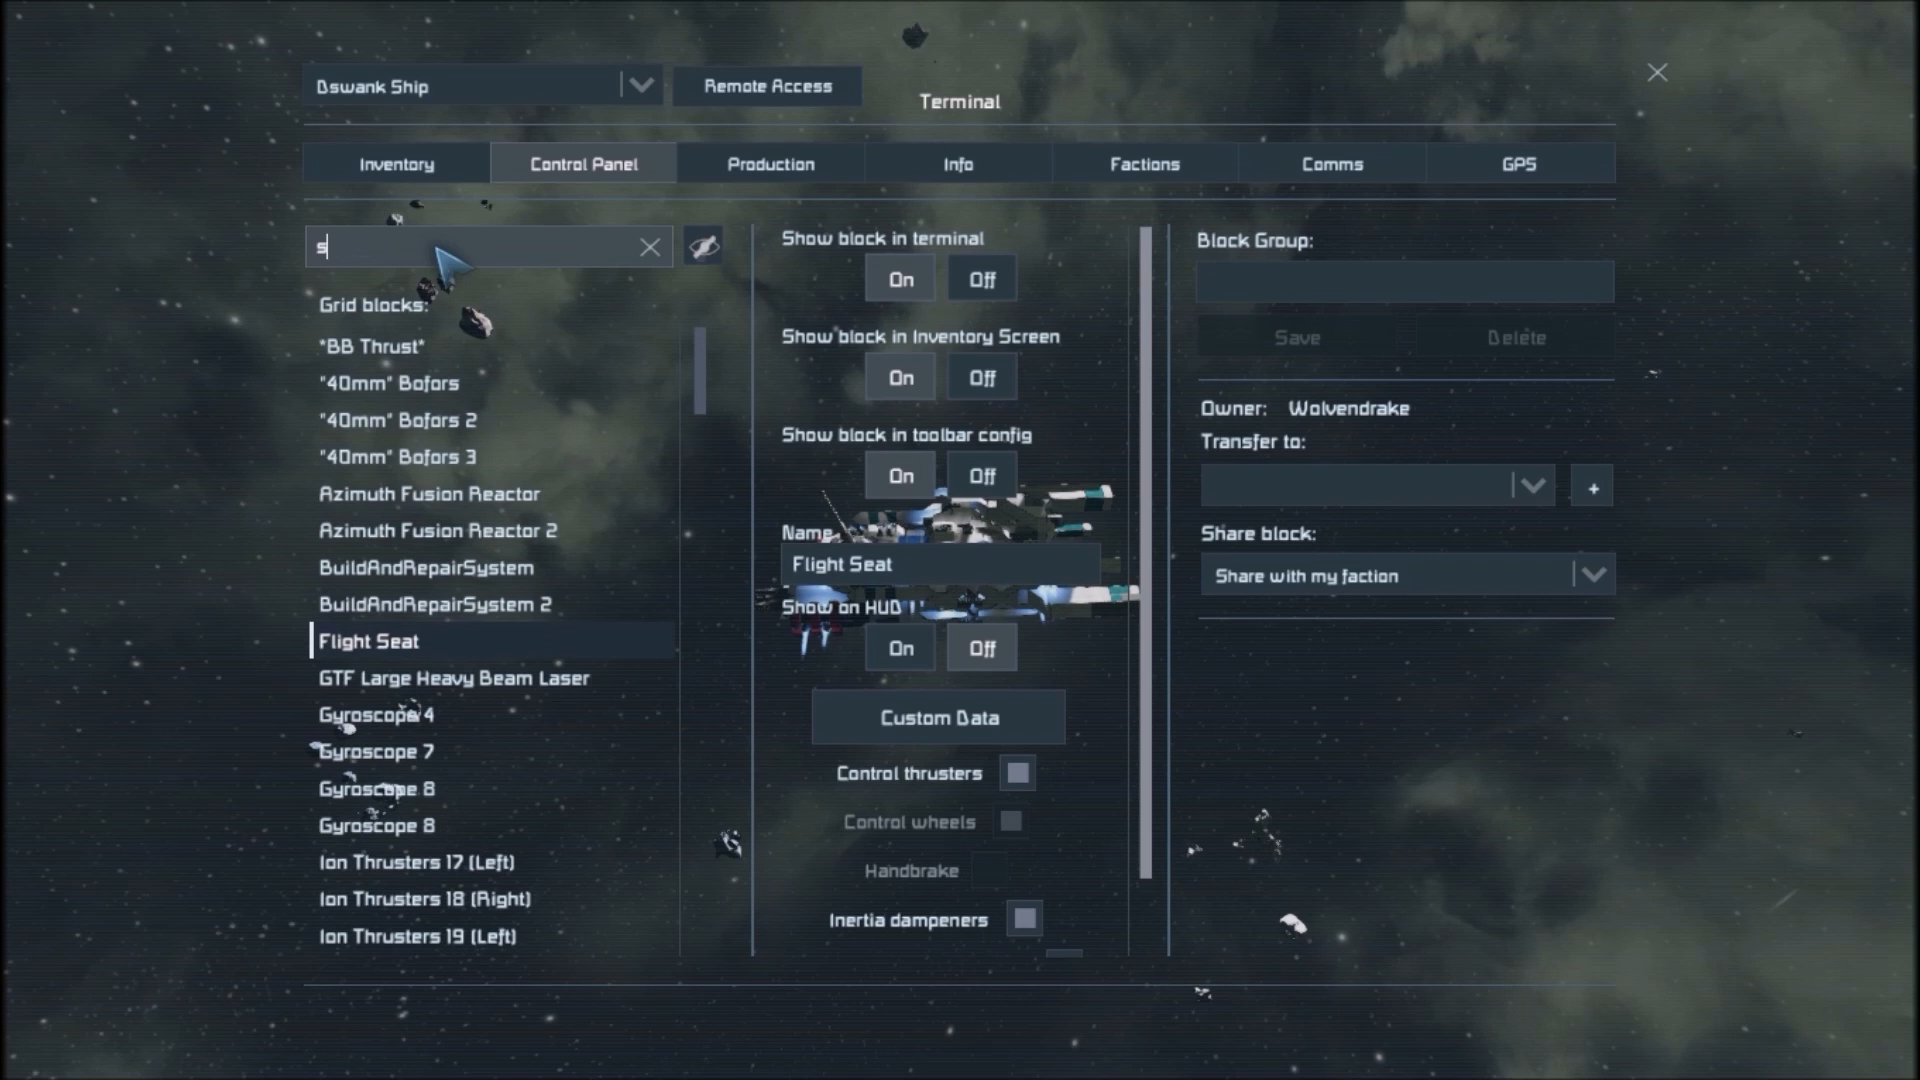 Dswank Ship
Remote Access
Terminal
Inventory
Control Panel
Production
Info
Factions
Comms
GPS
s
Grid blocks:
*BB Thrust*
"40mm" Bofors
"40mm" Bofors 2
"40mm" Bofors 3
Azimuth Fusion Reactor
Azimuth Fusion Reactor 2
BuildAndRepairSystem
BuildAndRepairSystem 2
Flight Seat
GTF Large Heavy Beam Laser
Gyroscope 4
Gyroscope 7
Gyroscope 8
Gyroscope 8
Ion Thrusters 17 (Left)
Ion Thrusters 18 (Right)
Ion Thrusters 19 (Left)
Show block in terminal
On Off
Show block in Inventory Screen
On Off
Show block in toolbar config
On Off
Name
Flight Seat
Show on HUD
On Off
Custom Data
Control thrusters
Control wheels
Handbrake
Inertia dampeners
Block Group:
Save Delete
Owner: Wolvendrake
Transfer to:
+
Share block:
Share with my faction